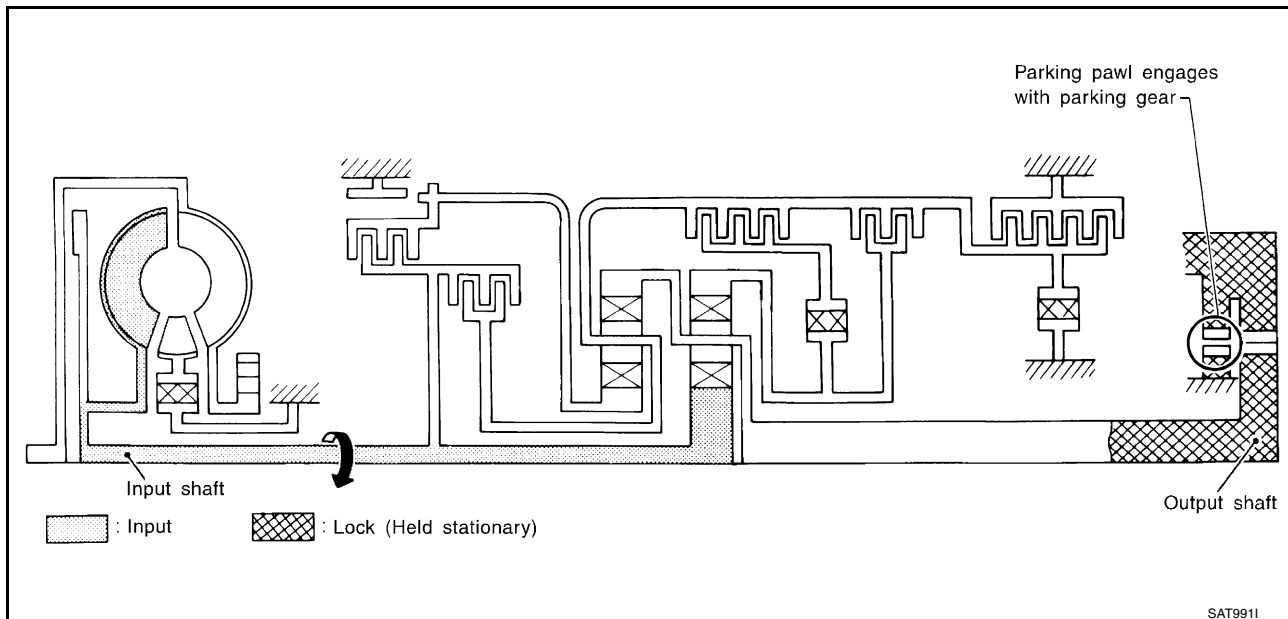 Parking pawl engages
with parking gear
Input shaft
Output shaft
: Input
: Lock (Held stationary)
SAT991I